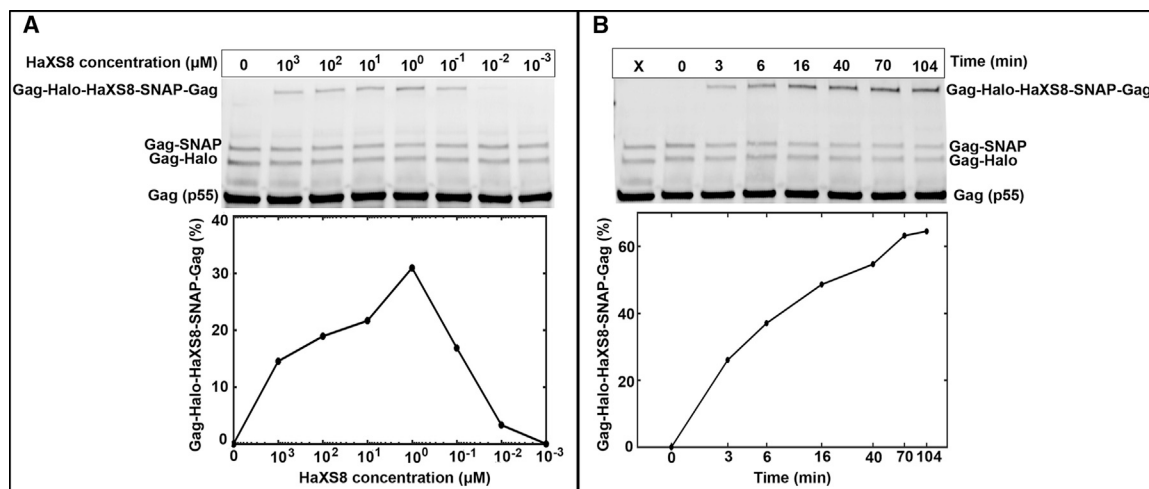 A
HaXS8 concentration (µM) 0 10³ 10² 10¹ 10⁰ 10⁻¹ 10⁻² 10⁻³
Gag-Halo-HaXS8-SNAP-Gag
Gag-SNAP
Gag-Halo
Gag (p55)
Gag-Halo-HaXS8-SNAP-Gag (%)
40
30
20
10
0
0 10³ 10² 10¹ 10⁰ 10⁻¹ 10⁻² 10⁻³
HaXS8 concentration (µM)
B
X 0 3 6 16 40 70 104 Time (min)
Gag-Halo-HaXS8-SNAP-Gag
Gag-SNAP
Gag-Halo
Gag (p55)
Gag-Halo-HaXS8-SNAP-Gag (%)
60
40
20
0
0 3 6 16 40 70 104
Time (min)